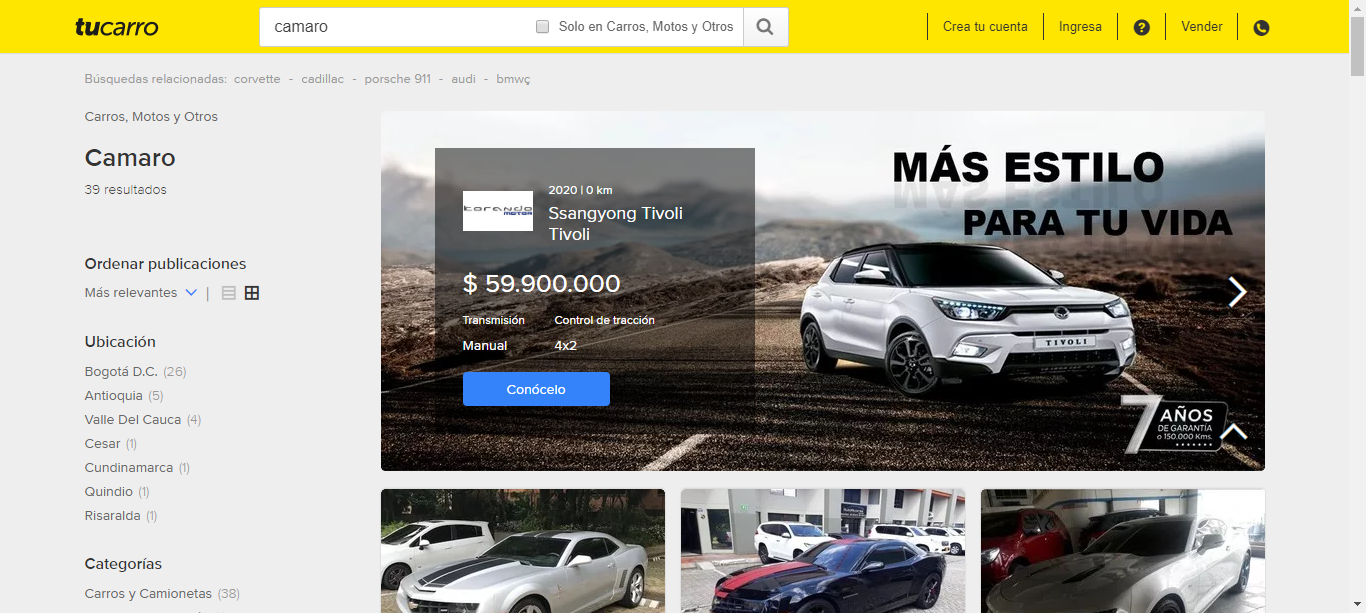 tucarro
camaro
Solo en Carros, Motos y Otros
Crea tu cuenta
Ingresa
?
Vender
Búsquedas relacionadas: corvette - cadillac - porsche 911 - audi - bmwç
Carros, Motos y Otros
Camaro
39 resultados
Ordenar publicaciones
Más relevantes |
Ubicación
Bogotá D.C. (26)
Antioquia (5)
Valle Del Cauca (4)
Cesar (1)
Cundinamarca (1)
Quindio (1)
Risaralda (1)
Categorías
Carros y Camionetas (38)
2020 | 0 km
Ssangyong Tivoli
Tivoli
$ 59.900.000
Transmisión Control de tracción
Manual 4x2
Conócelo
MÁS ESTILO
PARA TU VIDA
TIVOLI
7 AÑOS
DE GARANTÍA
o 150.000 Kms.